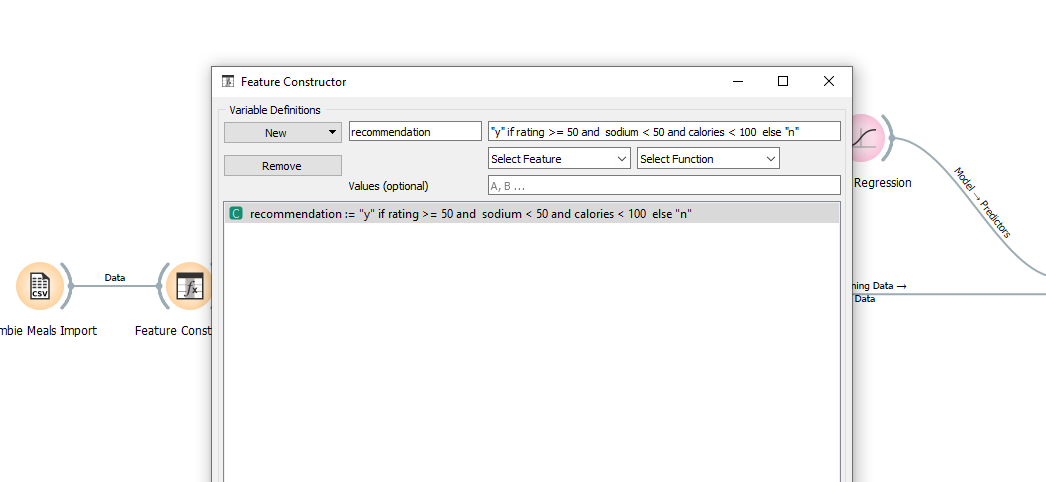 Feature Constructor
Variable Definitions
New
recommendation
"y" if rating >= 50 and  sodium < 50 and calories < 100  else "n"
Select Feature
Select Function
Remove
Values (optional)
A, B ...
C
recommendation := "y" if rating >= 50 and  sodium < 50 and calories < 100  else "n"
CSV
Data
fx
mbie Meals Import
Feature Const
Regression
Model → Predictors
ning Data →
Data